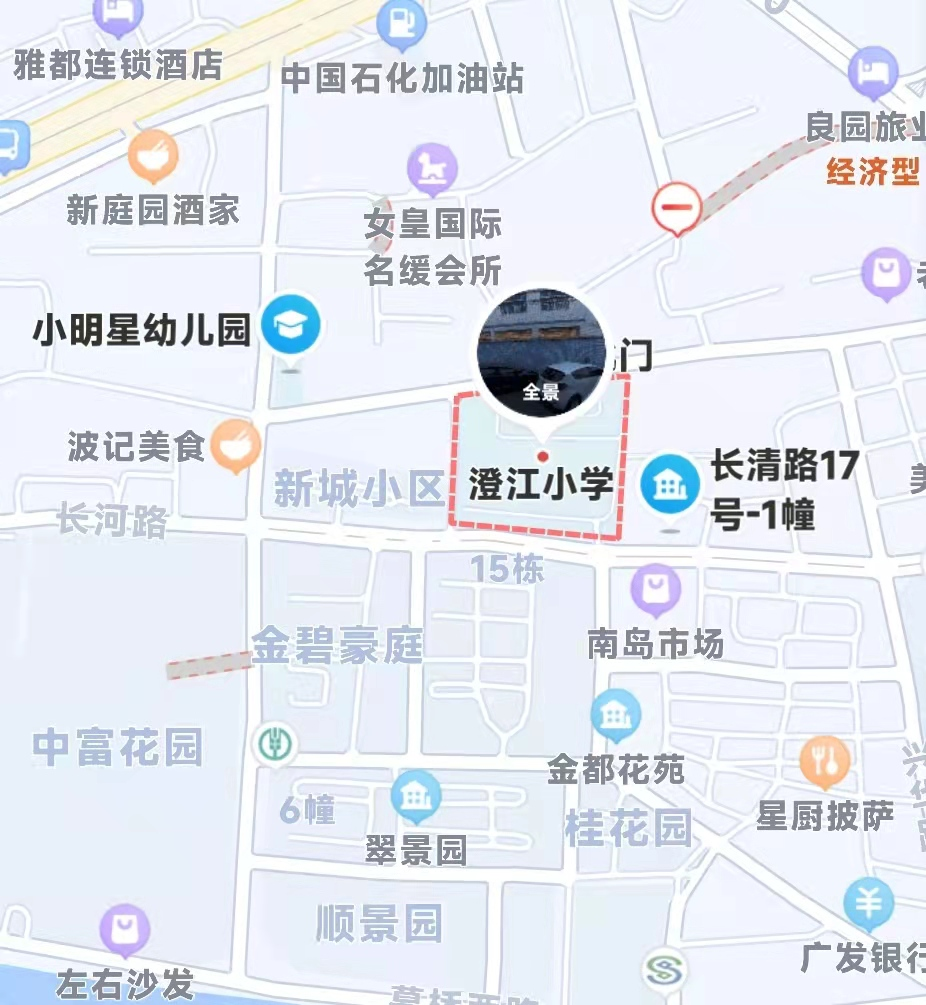 雅都连锁酒店
中国石化加油站
良园旅业
经济型
新庭园酒家
女皇国际
名缓会所
小明星幼儿园
门
全景
波记美食
新城小区
澄江小学
长清路17
号-1幢
美
长河路
15栋
金碧豪庭
南岛市场
中富花园
金都花苑
兴华路
6幢
翠景园
桂花园
星厨披萨
顺景园
广发银行
左右沙发